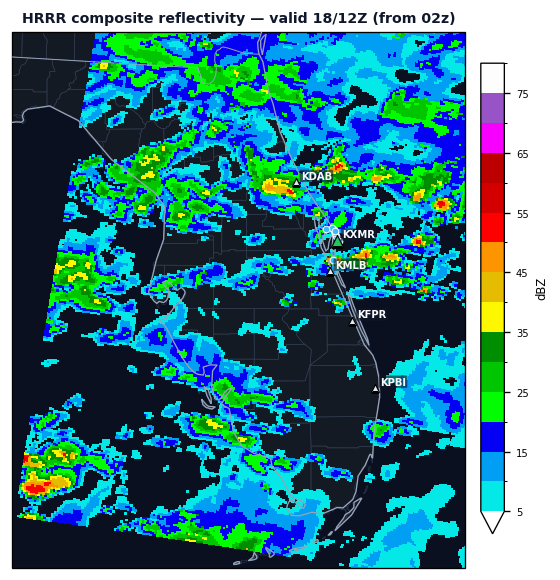 HRRR composite reflectivity — valid 18/12Z (from 02z)
75
65
55
45
35
25
15
5
dBZ
KDAB
KXMR
KMLB
KFPR
KPBI